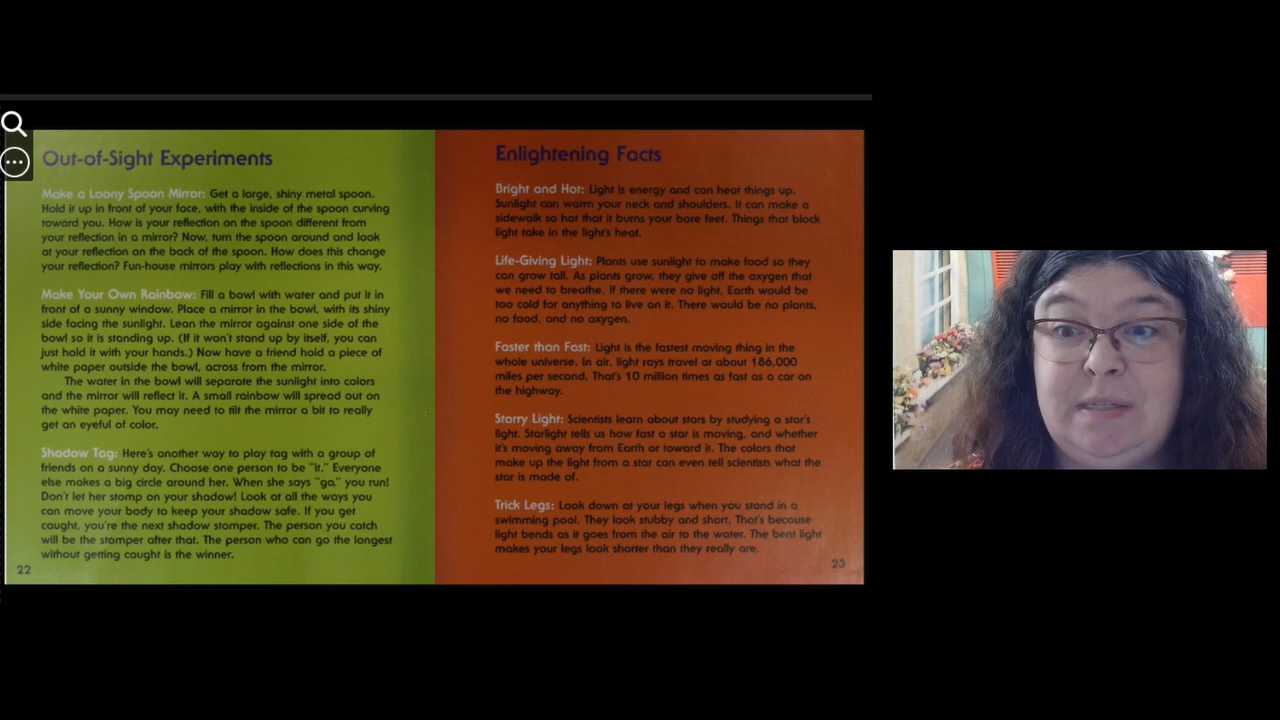 Out-of-Sight Experiments
Make a Loony Spoon Mirror: Get a large, shiny metal spoon.
Hold it up in front of your face, with the inside of the spoon curving
toward you. How is your reflection on the spoon different from
your reflection in a mirror? Now, turn the spoon around and look
at your reflection on the back of the spoon. How does this change
your reflection? Fun-house mirrors play with reflections in this way.
Make Your Own Rainbow: Fill a bowl with water and put it in
front of a sunny window. Place a mirror in the bowl, with its shiny
side facing the sunlight. Lean the mirror against one side of the
bowl so it is standing up. (If it won't stand up by itself, you can
just hold it with your hands.) Now have a friend hold a piece of
white paper outside the bowl, across from the mirror.
The water in the bowl will separate the sunlight into colors
and the mirror will reflect it. A small rainbow will spread out on
the white paper. You may need to tilt the mirror a bit to really
get an eyeful of color.
Shadow Tag: Here's another way to play tag with a group of
friends on a sunny day. Choose one person to be "it." Everyone
else makes a big circle around her. When she says "go," you run!
Don't let her stomp on your shadow! Look at all the ways you
can move your body to keep your shadow safe. If you get
caught, you're the next shadow stomper. The person you catch
will be the stomper after that. The person who can go the longest
without getting caught is the winner.
22
Enlightening Facts
Bright and Hot: Light is energy and can heat things up.
Sunlight can warm your neck and shoulders. It can make a
sidewalk so hot that it burns your bare feet. Things that block
light take in the light's heat.
Life-Giving Light: Plants use sunlight to make food so they
can grow tall. As plants grow, they give off the oxygen that
we need to breathe. If there were no light, Earth would be
too cold for anything to live on it. There would be no plants,
no food, and no oxygen.
Faster than Fast: Light is the fastest moving thing in the
whole universe. In air, light rays travel at about 186,000
miles per second. That's 10 million times as fast as a car on
the highway.
Starry Light: Scientists learn about stars by studying a star's
light. Starlight tells us how fast a star is moving, and whether
it's moving away from Earth or toward it. The colors that
make up the light from a star can even tell scientists what the
star is made of.
Trick Legs: Look down at your legs when you stand in a
swimming pool. They look stubby and short. That's because
light bends as it goes from the air to the water. The bent light
makes your legs look shorter than they really are.
23